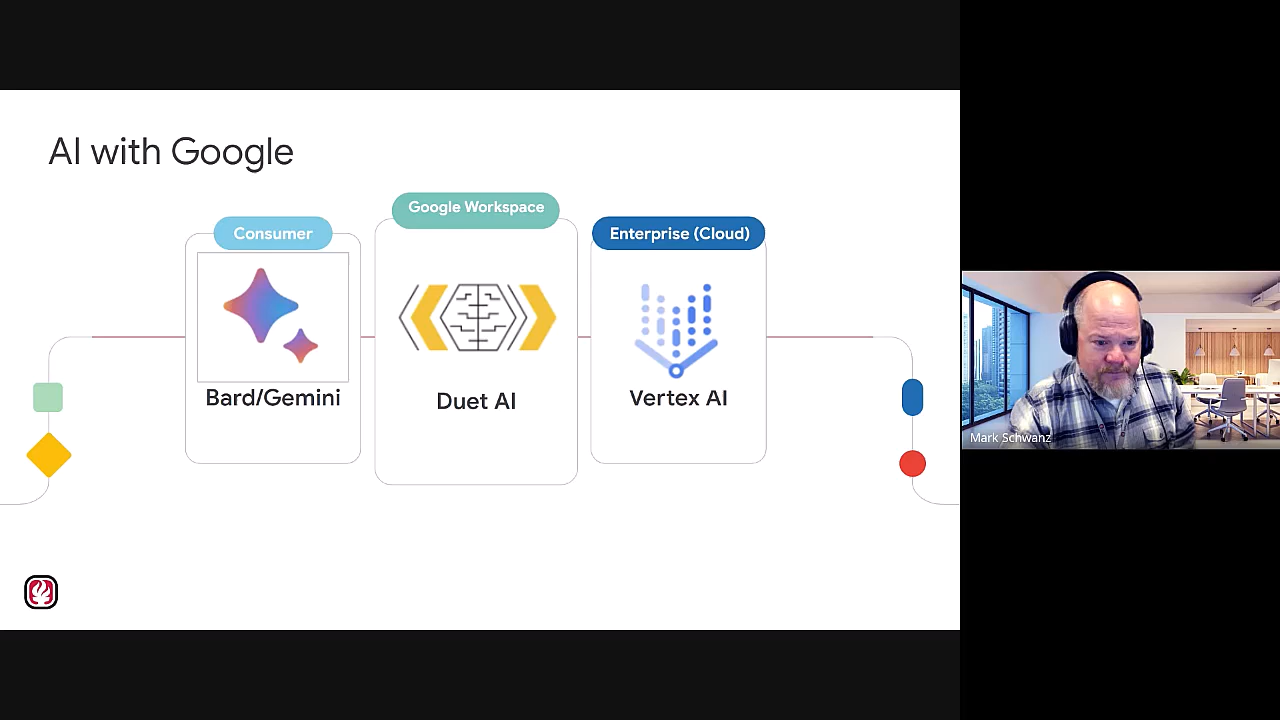 AI with Google
Consumer
Google Workspace
Enterprise (Cloud)
Bard/Gemini
Duet AI
Vertex AI
Mark Schwanz